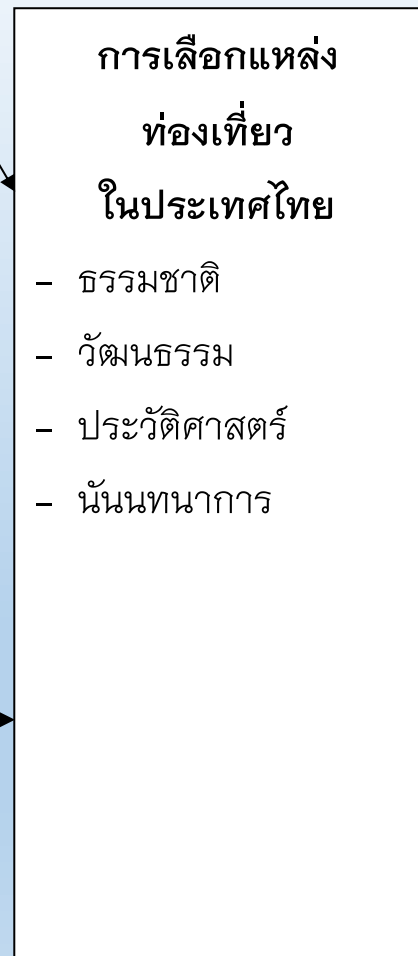 การเลือกแหล่ง
ท่องเที่ยว
ในประเทศไทย
- ธรรมชาติ
- วัฒนธรรม
- ประวัติศาสตร์
- นันนทนาการ